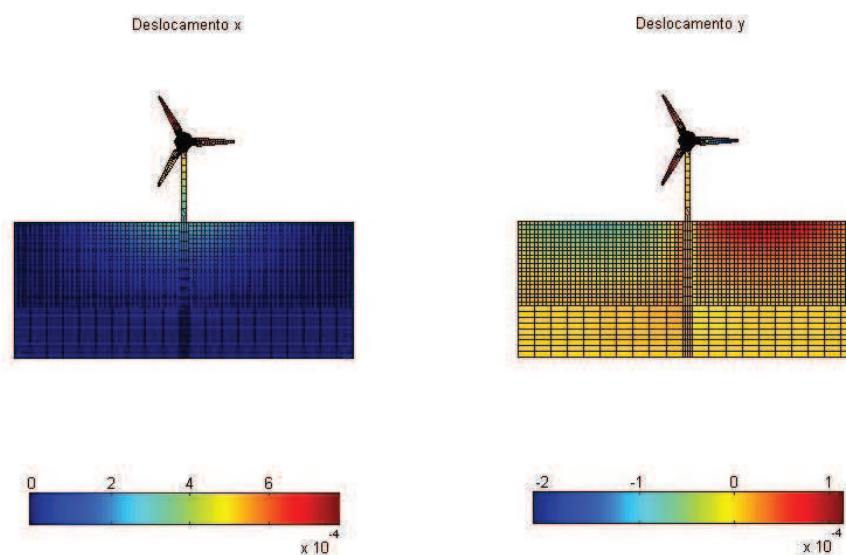 Deslocamento x
Deslocamento y
0 2 4 6
x 10⁻⁴
-2 -1 0 1
x 10⁻⁴